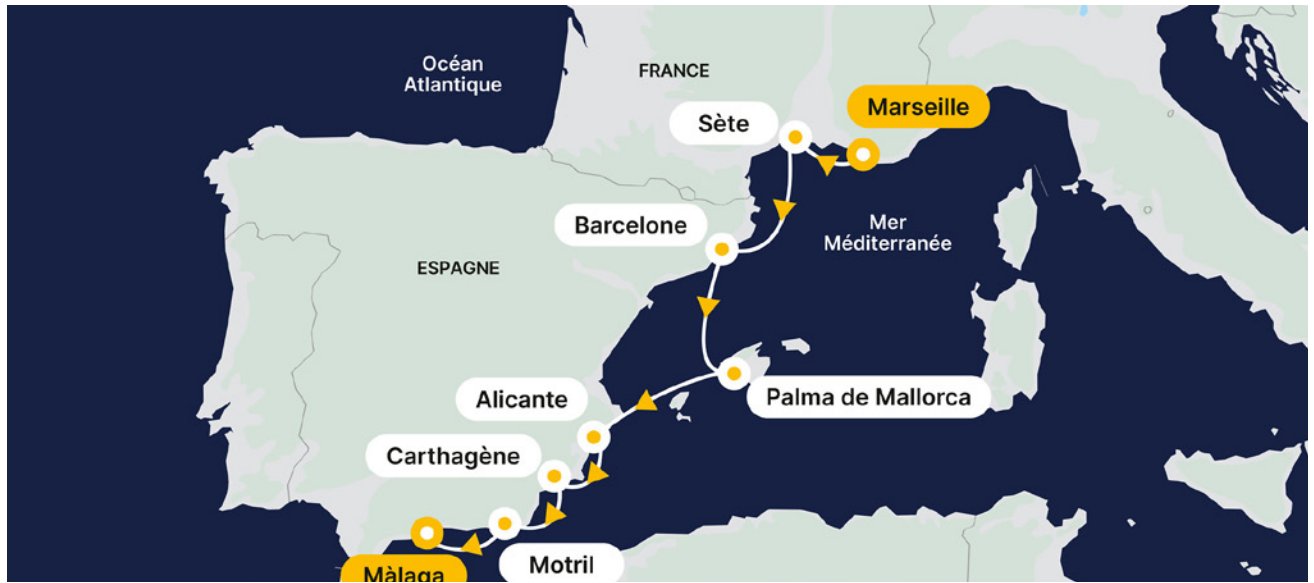 Océan
Atlantique
FRANCE
Marseille
Sète
Barcelone
Mer
Méditerranée
ESPAGNE
Alicante
Palma de Mallorca
Carthagène
Motril
Màlaga